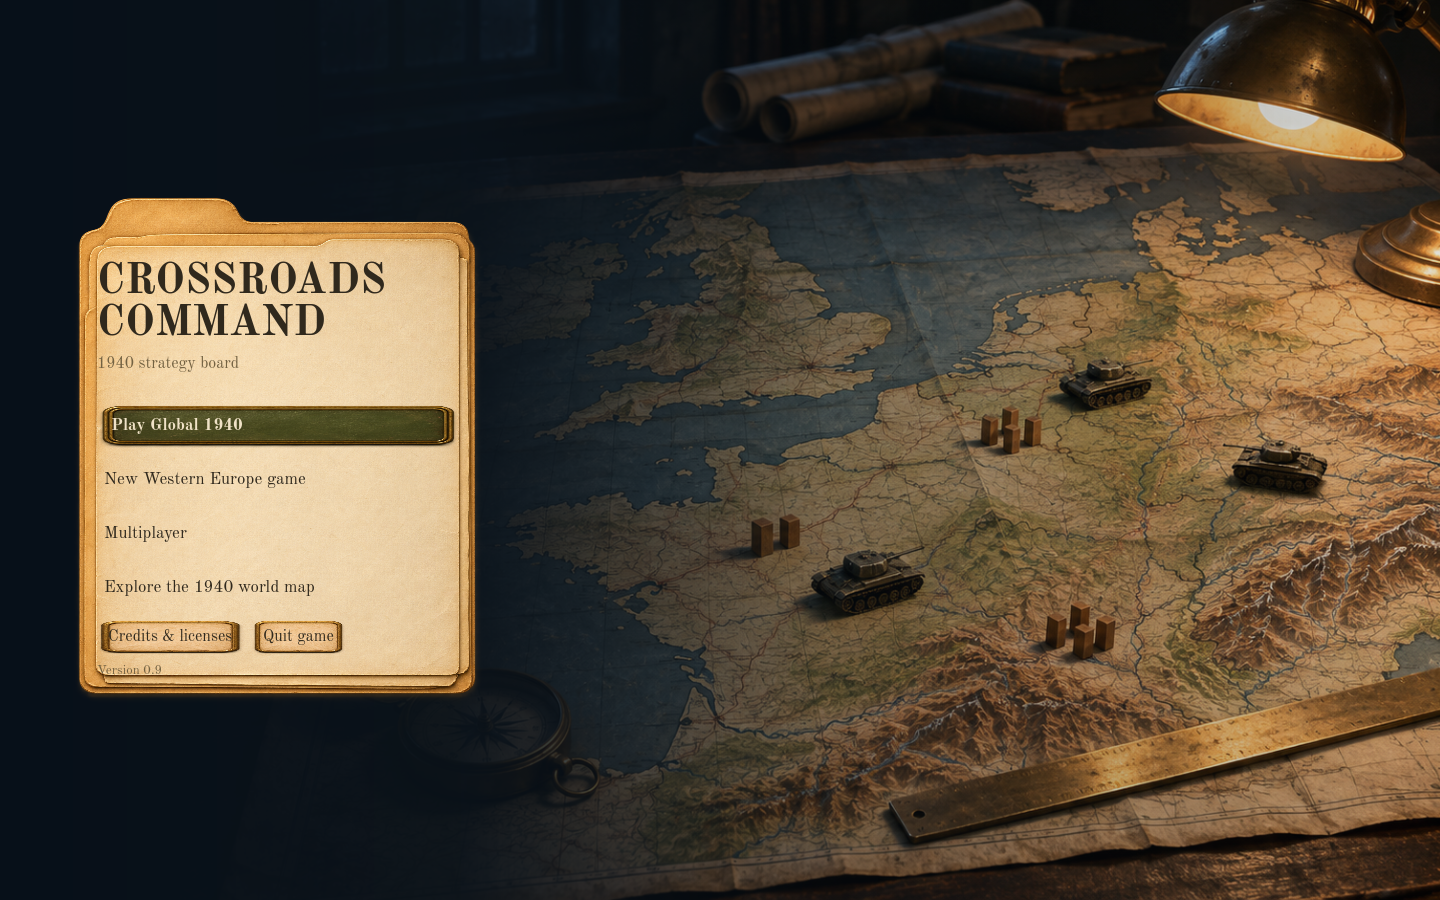 CROSSROADS
COMMAND
1940 strategy board
Play Global 1940
New Western Europe game
Multiplayer
Explore the 1940 world map
Credits & licenses
Quit game
Version 0.9